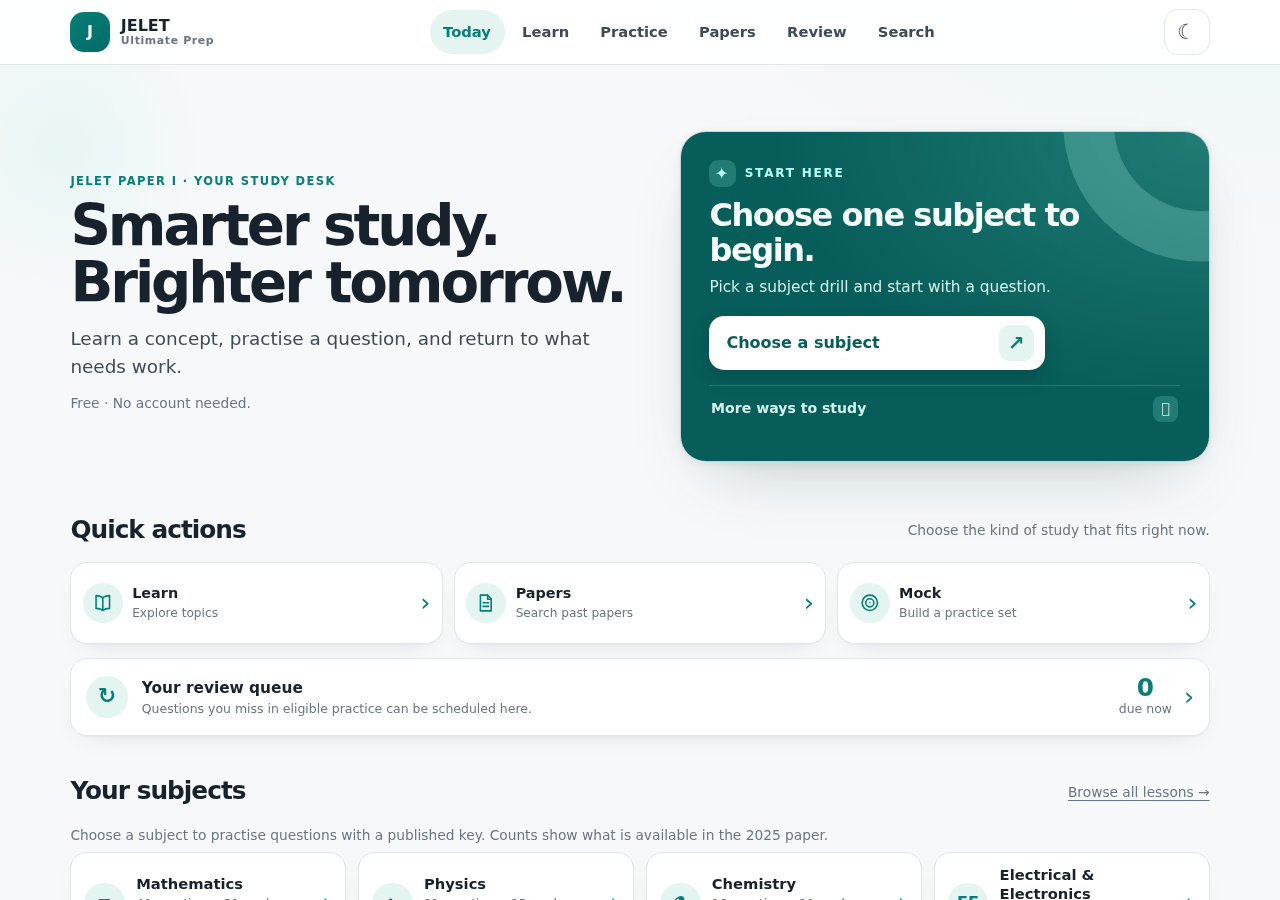 J
JELET
Ultimate Prep
Today
Learn
Practice
Papers
Review
Search
JELET PAPER I · YOUR STUDY DESK
Smarter study.
Brighter tomorrow.
Learn a concept, practise a question, and return to what
needs work.
Free · No account needed.
START HERE
Choose one subject to
begin.
Pick a subject drill and start with a question.
Choose a subject ↗
More ways to study
Quick actions
Choose the kind of study that fits right now.
Learn
Explore topics
Papers
Search past papers
Mock
Build a practice set
Your review queue
Questions you miss in eligible practice can be scheduled here.
0
due now
Your subjects
Browse all lessons →
Choose a subject to practise questions with a published key. Counts show what is available in the 2025 paper.
Mathematics
Physics
Chemistry
Electrical &
Electronics